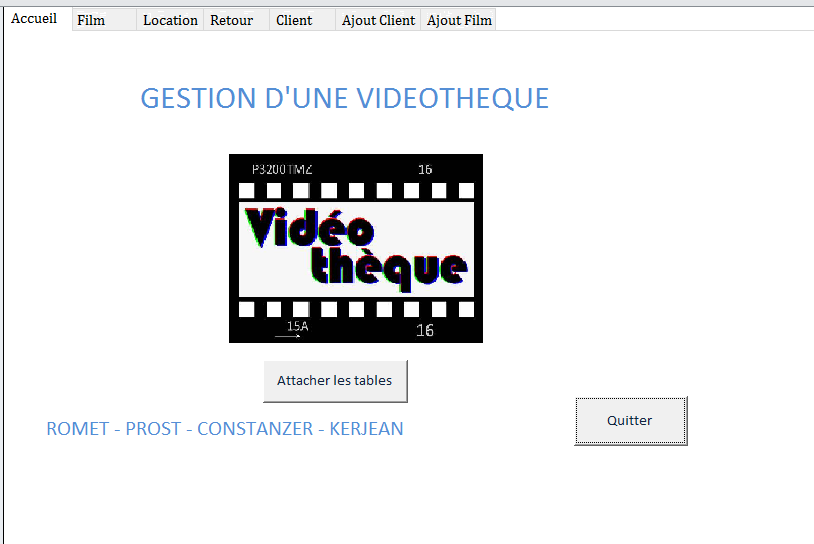 Accueil Film Location Retour Client Ajout Client Ajout Film
GESTION D'UNE VIDEOTHEQUE
P3200TMZ 16
Vidéo
thèque
15A 16
Attacher les tables
Quitter
ROMET - PROST - CONSTANZER - KERJEAN